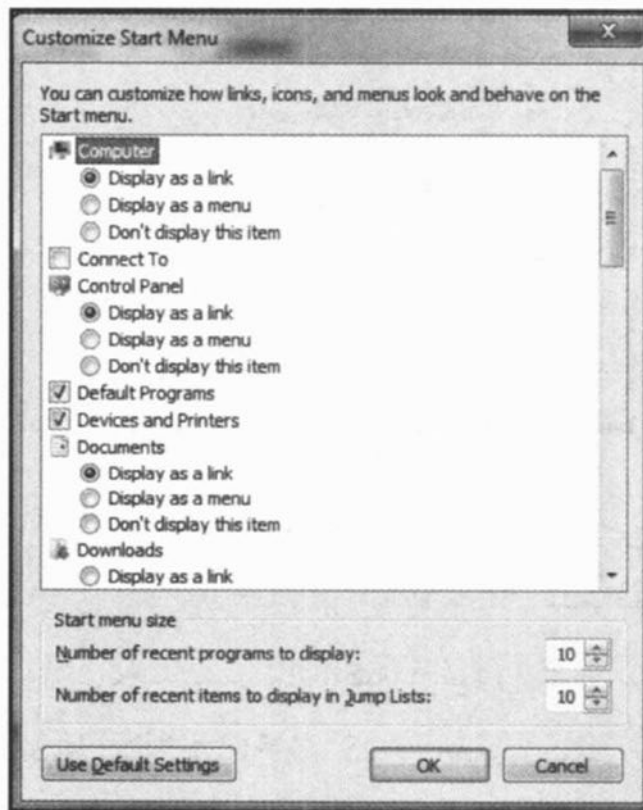 Customize Start Menu
You can customize how links, icons, and menus look and behave on the
Start menu.
Computer
Display as a link
Display as a menu
Don't display this item
Connect To
Control Panel
Display as a link
Display as a menu
Don't display this item
Default Programs
Devices and Printers
Documents
Display as a link
Display as a menu
Don't display this item
Downloads
Display as a link
Start menu size
Number of recent programs to display: 10
Number of recent items to display in Jump Lists: 10
Use Default Settings OK Cancel